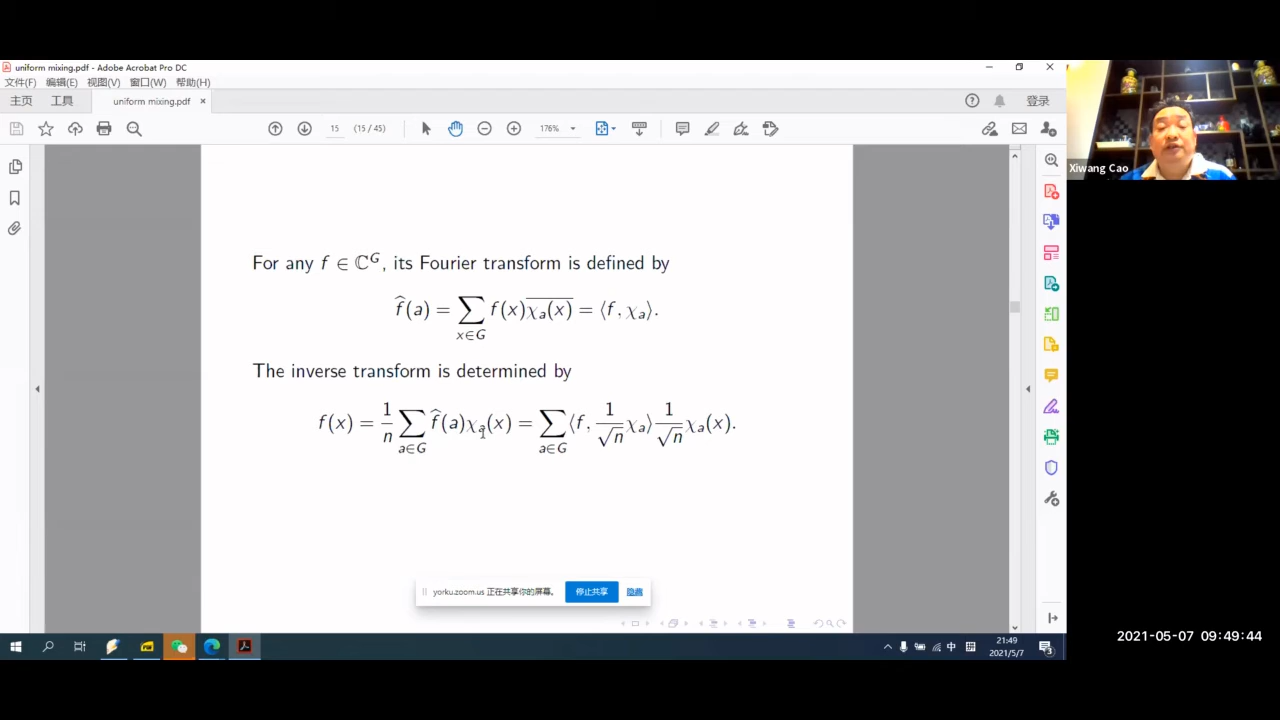 uniform mixing.pdf - Adobe Acrobat Pro DC
文件(F) 编辑(E) 视图(V) 窗口(W) 帮助(H)
主页 工具 uniform mixing.pdf × 登录
15 (15 / 45) 176%
Xiwang Cao
For any f ∈ ℂ^G, its Fourier transform is defined by
f̂(a) = ∑_{x∈G} f(x)\overline{χ_a(x)} = ⟨f, χ_a⟩.
The inverse transform is determined by
f(x) = 1/n ∑_{a∈G} f̂(a)χ_a(x) = ∑_{a∈G} ⟨f, 1/√n χ_a⟩ 1/√n χ_a(x).
yorku.zoom.us 正在共享你的屏幕。 停止共享 隐藏
中 拼 21:49
2021/5/7
3
2021-05-07 09:49:44